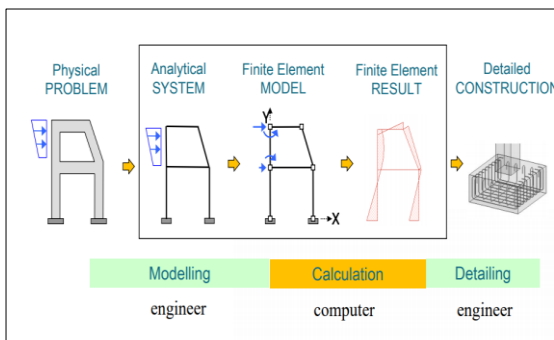 Physical
PROBLEM
Analytical
SYSTEM
Finite Element
MODEL
Finite Element
RESULT
Detailed
CONSTRUCTION
Y
X
Modelling
Calculation
Detailing
engineer
computer
engineer